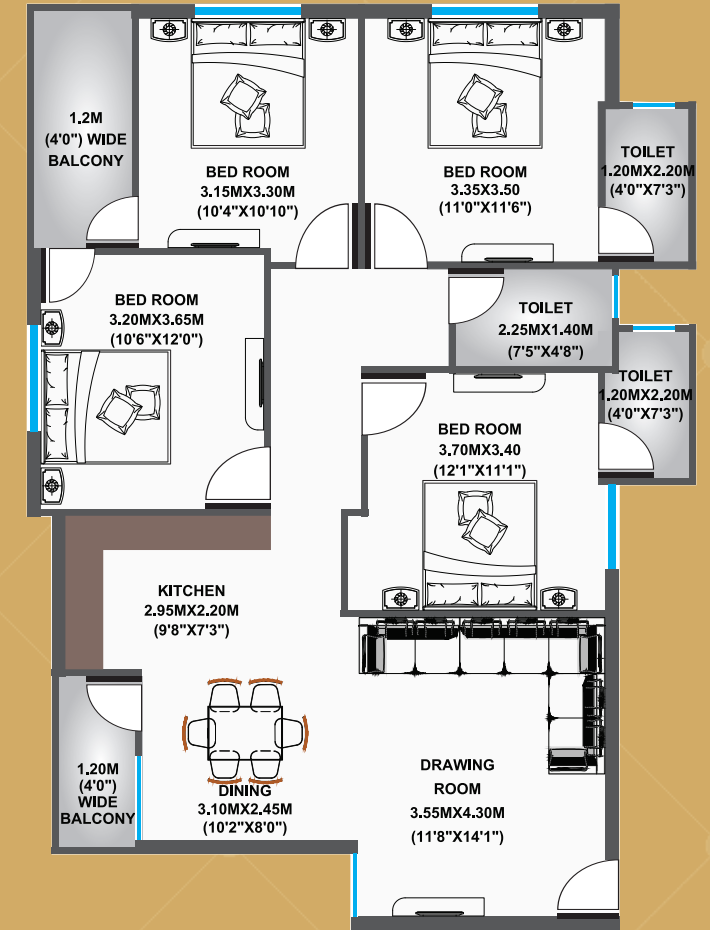 1.2M
(4'0") WIDE
BALCONY
BED ROOM
3.15MX3.30M
(10'4"X10'10")
BED ROOM
3.35X3.50
(11'0"X11'6")
TOILET
1.20MX2.20M
(4'0"X7'3")
BED ROOM
3.20MX3.65M
(10'6"X12'0")
TOILET
2.25MX1.40M
(7'5"X4'8")
TOILET
1.20MX2.20M
(4'0"X7'3")
BED ROOM
3.70MX3.40
(12'1"X11'1")
KITCHEN
2.95MX2.20M
(9'8"X7'3")
1.20M
(4'0")
WIDE
BALCONY
DINING
3.10MX2.45M
(10'2"X8'0")
DRAWING
ROOM
3.55MX4.30M
(11'8"X14'1")